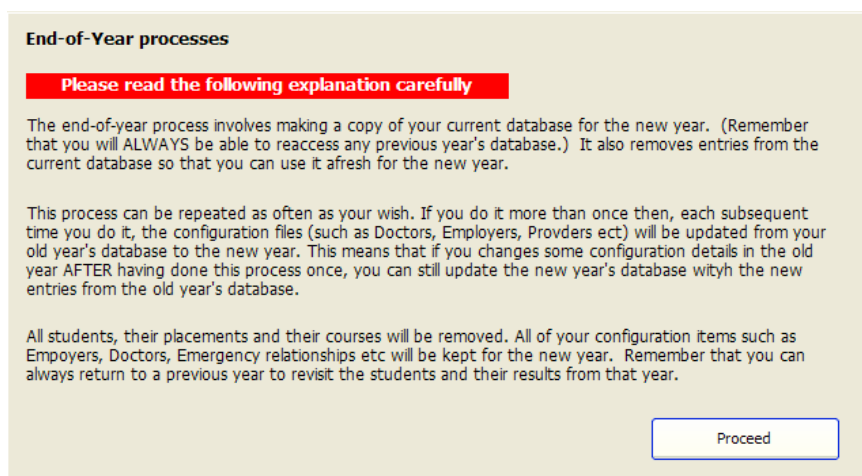 End-of-Year processes
Please read the following explanation carefully
The end-of-year process involves making a copy of your current database for the new year.  (Remember
that you will ALWAYS be able to reaccess any previous year's database.)  It also removes entries from the
current database so that you can use it afresh for the new year.
This process can be repeated as often as your wish. If you do it more than once then, each subsequent
time you do it, the configuration files (such as Doctors, Employers, Provders ect) will be updated from your
old year's database to the new year. This means that if you changes some configuration details in the old
year AFTER having done this process once, you can still update the new year's database wityh the new
entries from the old year's database.
All students, their placements and their courses will be removed. All of your configuration items such as
Empoyers, Doctors, Emergency relationships etc will be kept for the new year.  Remember that you can
always return to a previous year to revisit the students and their results from that year.
Proceed